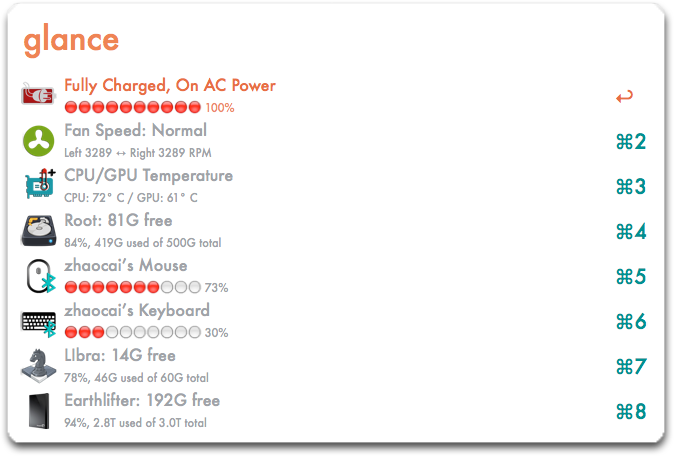 glance
Fully Charged, On AC Power
100%
↩
Fan Speed: Normal
Left 3289 ↔ Right 3289 RPM
⌘2
CPU/GPU Temperature
CPU: 72° C / GPU: 61° C
⌘3
Root: 81G free
84%, 419G used of 500G total
⌘4
zhaocai's Mouse
73%
⌘5
zhaocai's Keyboard
30%
⌘6
LIbra: 14G free
78%, 46G used of 60G total
⌘7
Earthlifter: 192G free
94%, 2.8T used of 3.0T total
⌘8